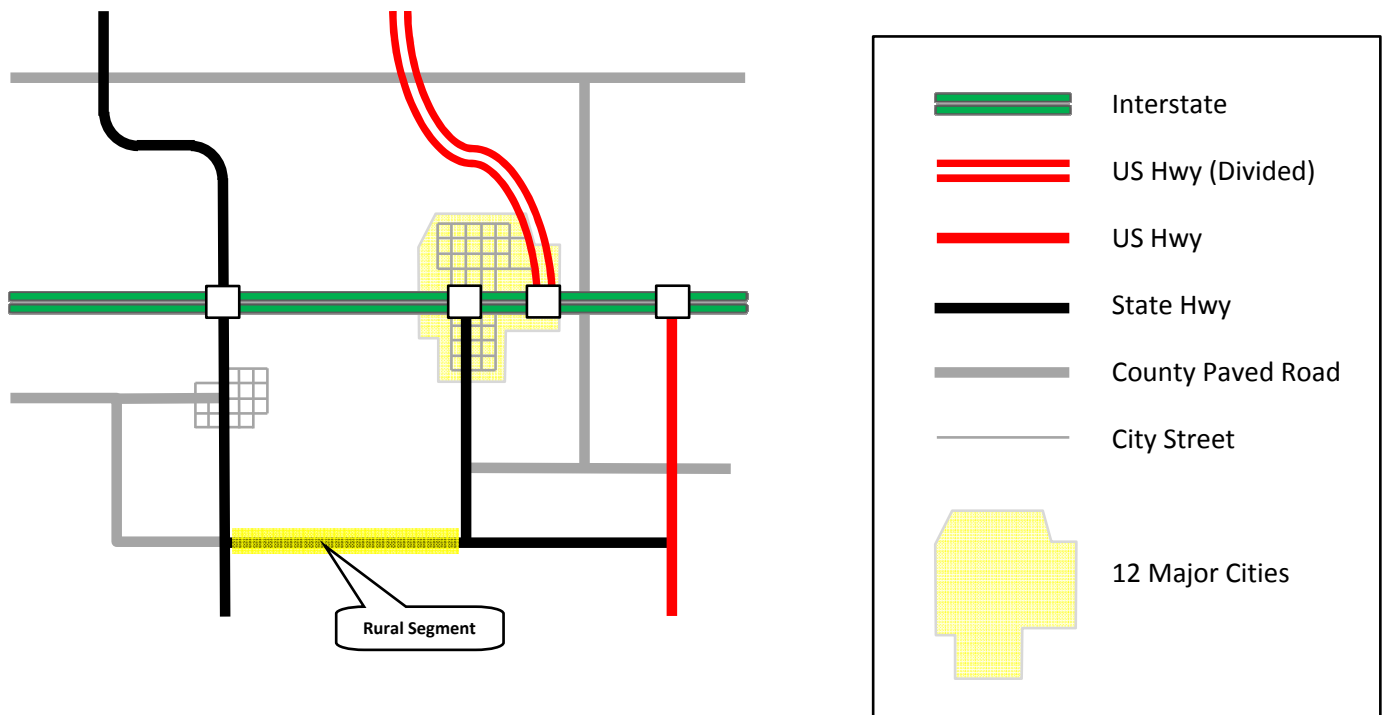 Interstate
US Hwy (Divided)
US Hwy
State Hwy
County Paved Road
City Street
12 Major Cities
Rural Segment